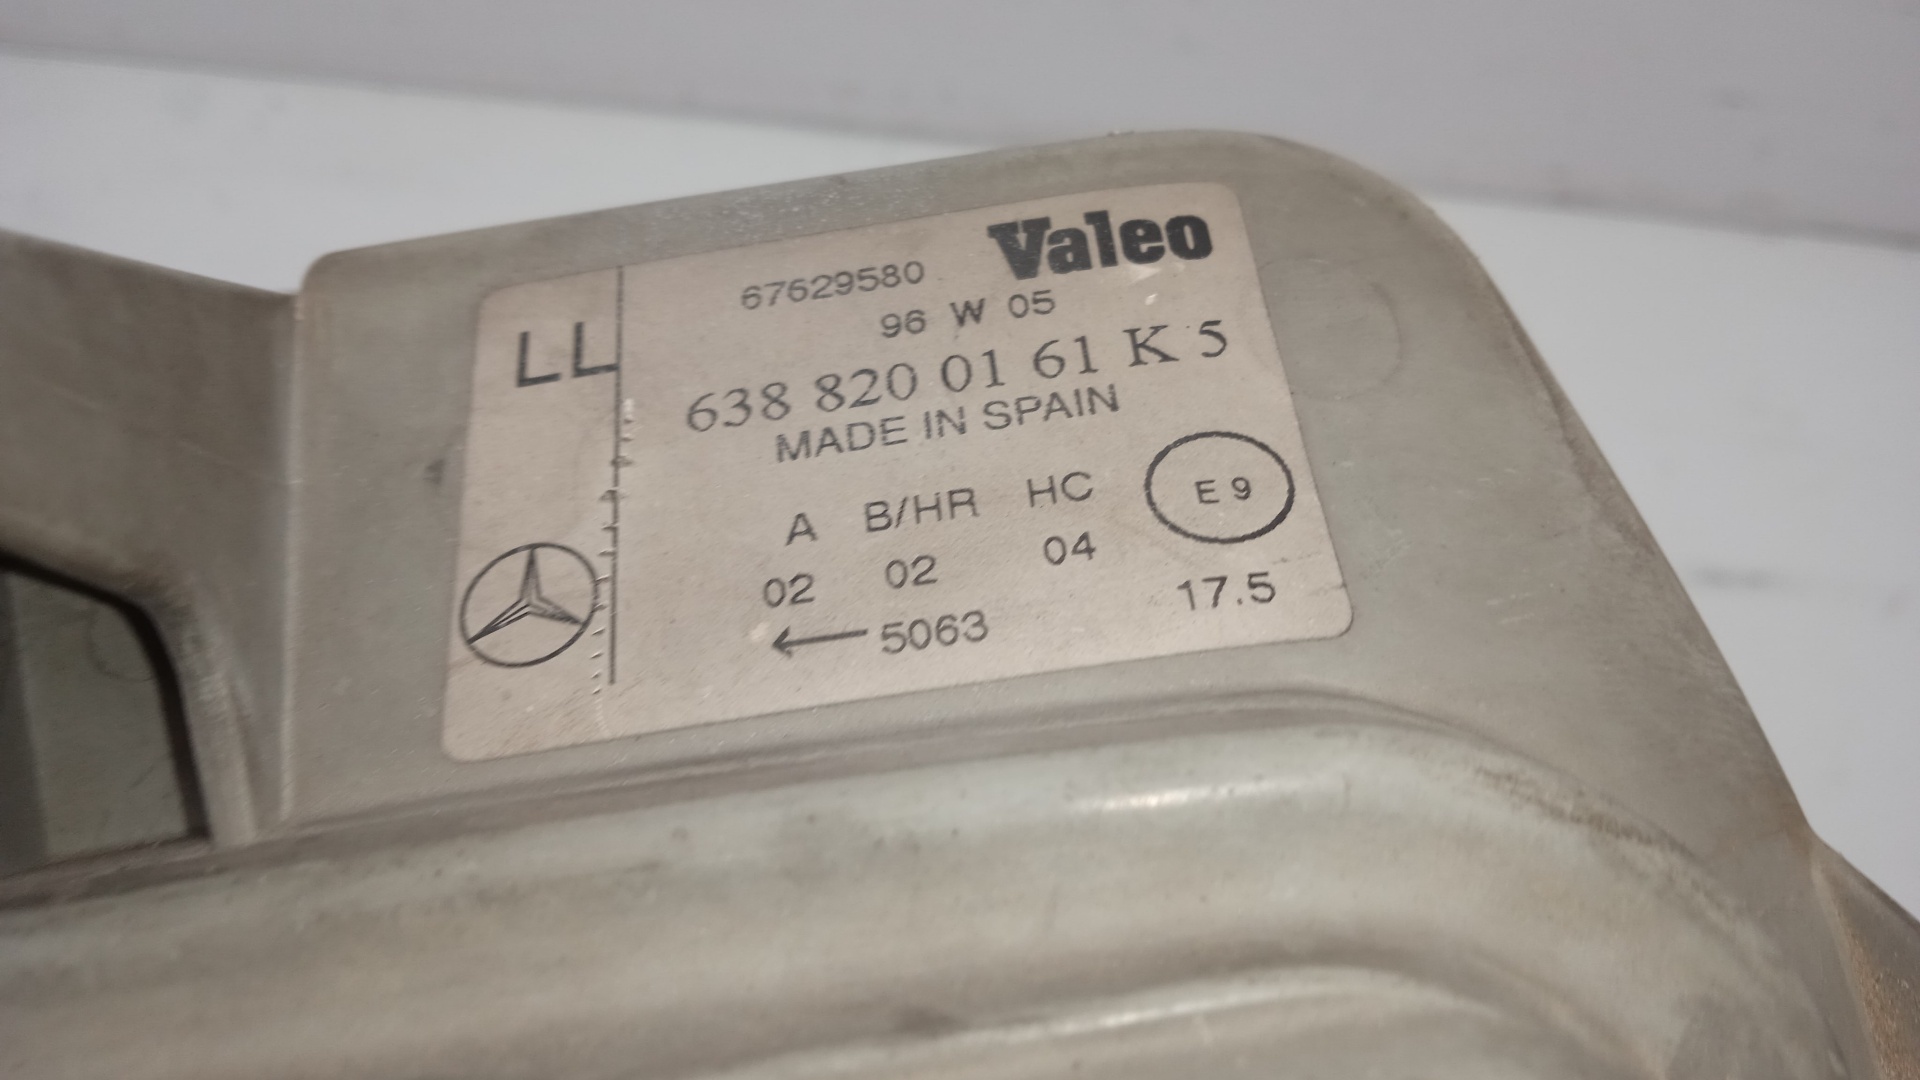 LL
67629580 Valeo
96 W 05
638 820 01 61 K 5
MADE IN SPAIN
A B/HR HC E 9
02 02 04
← 5063 17.5